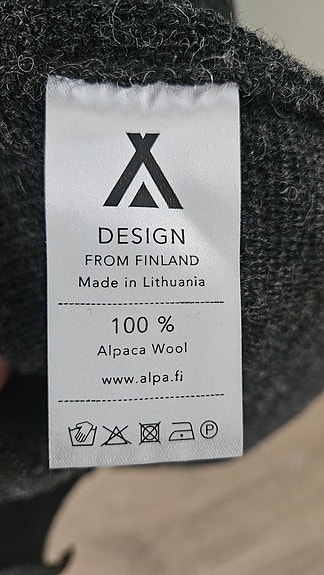 DESIGN
FROM FINLAND
Made in Lithuania
100 %
Alpaca Wool
www.alpa.fi
P